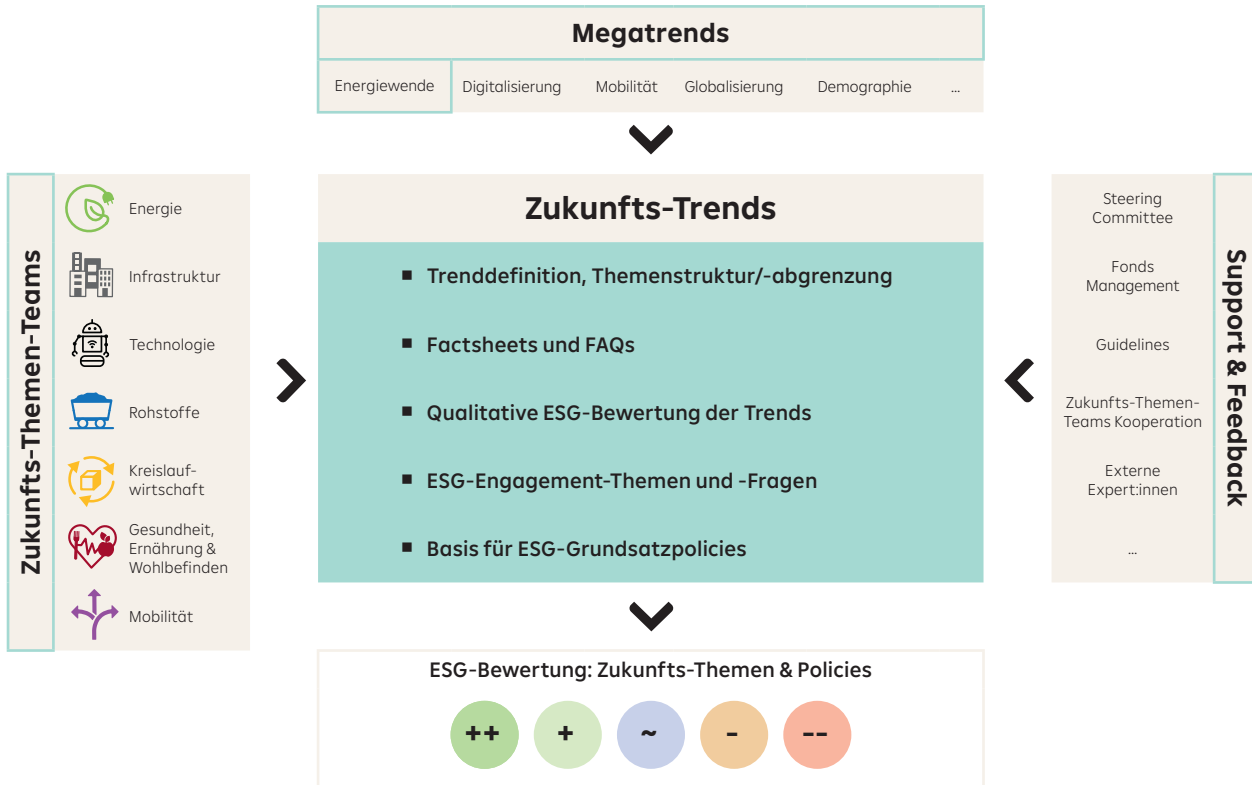 Megatrends
Energiewende Digitalisierung Mobilität Globalisierung Demographie ...
Zukunfts-Themen-Teams
Energie
Infrastruktur
Technologie
Rohstoffe
Kreislauf-
wirtschaft
Gesundheit,
Ernährung &
Wohlbefinden
Mobilität
Zukunfts-Trends
▪ Trenddefinition, Themenstruktur/-abgrenzung
▪ Factsheets und FAQs
▪ Qualitative ESG-Bewertung der Trends
▪ ESG-Engagement-Themen und -Fragen
▪ Basis für ESG-Grundsatzpolicies
Steering
Committee
Fonds
Management
Guidelines
Zukunfts-Themen-
Teams Kooperation
Externe
Expert:innen
...
Support & Feedback
ESG-Bewertung: Zukunfts-Themen & Policies
++ + ~ - --